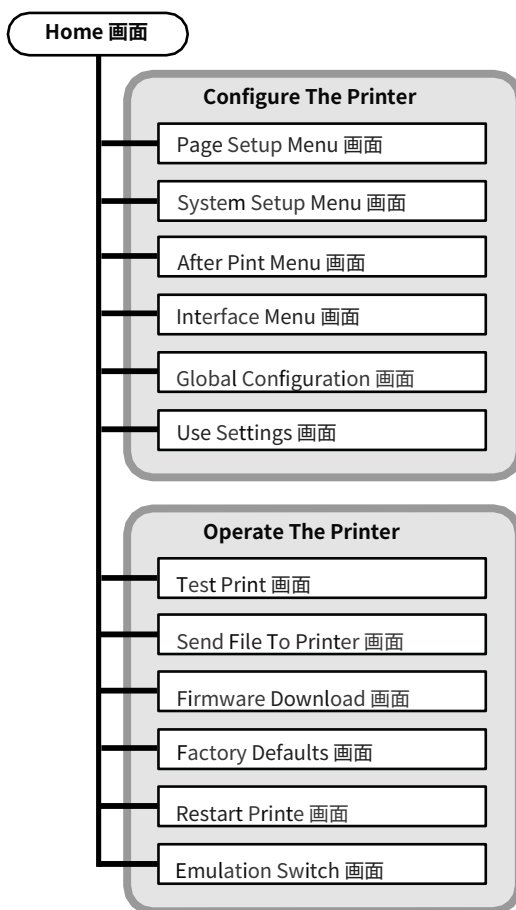 Home 画面
Configure The Printer
Page Setup Menu 画面
System Setup Menu 画面
After Pint Menu 画面
Interface Menu 画面
Global Configuration 画面
Use Settings 画面
Operate The Printer
Test Print 画面
Send File To Printer 画面
Firmware Download 画面
Factory Defaults 画面
Restart Printe 画面
Emulation Switch 画面